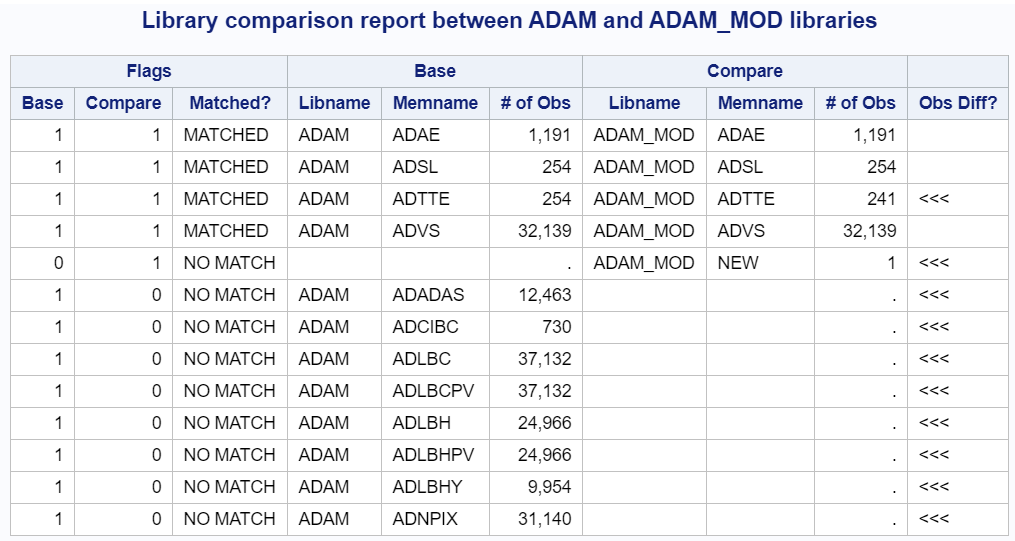 Library comparison report between ADAM and ADAM_MOD libraries
Flags Base Compare
Base Compare Matched? Libname Memname # of Obs Libname Memname # of Obs Obs Diff?
1 1 MATCHED ADAM ADAE 1,191 ADAM_MOD ADAE 1,191
1 1 MATCHED ADAM ADSL 254 ADAM_MOD ADSL 254
1 1 MATCHED ADAM ADTTE 254 ADAM_MOD ADTTE 241 <<<
1 1 MATCHED ADAM ADVS 32,139 ADAM_MOD ADVS 32,139
0 1 NO MATCH . ADAM_MOD NEW 1 <<<
1 0 NO MATCH ADAM ADADAS 12,463 . <<<
1 0 NO MATCH ADAM ADCIBC 730 . <<<
1 0 NO MATCH ADAM ADLBC 37,132 . <<<
1 0 NO MATCH ADAM ADLBCPV 37,132 . <<<
1 0 NO MATCH ADAM ADLBH 24,966 . <<<
1 0 NO MATCH ADAM ADLBHPV 24,966 . <<<
1 0 NO MATCH ADAM ADLBHY 9,954 . <<<
1 0 NO MATCH ADAM ADNPIX 31,140 . <<<